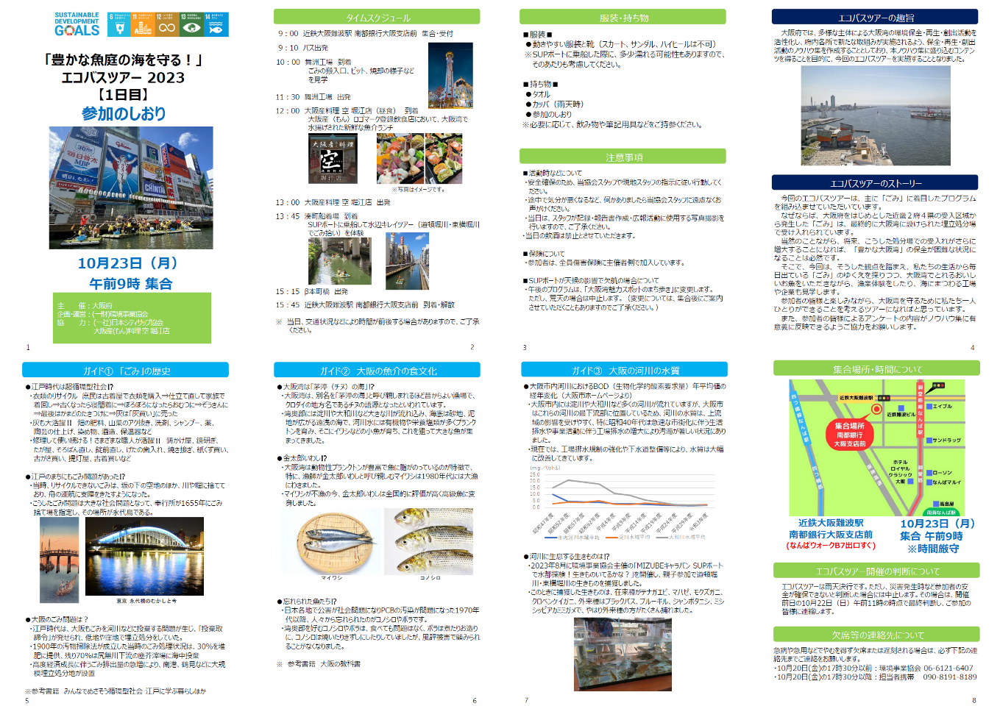 SUSTAINABLE
DEVELOPMENT
GOALS
6
11
12
13
14
「豊かな魚庭の海を守る！」
エコバスツアー 2023
【1日目】
参加のしおり
10月23日（月）
午前9時 集合
主　　催：大阪府
企画・運営：(一財)環境事業協会
協　　力：(一社)日本シティサップ協会
大阪産(もん)料理 空 堀江店
1
タイムスケジュール
9：00 近鉄大阪難波駅 南都銀行大阪支店前 集合・受付
9：10 バス出発
10：00 舞洲工場 到着
ごみの搬入口、ピット、焼却の様子など
を見学
11：30 舞洲工場 出発
12：00 大阪産料理 空 堀江店（昼食） 到着
大阪産（もん）ロゴマーク登録飲食店において、大阪湾で
水揚げされた新鮮な魚介ランチ
大阪産料理
空
堀江店
※写真はイメージです。
13：00 大阪産料理 空 堀江店 出発
13：45 湊町船着場 到着
SUPボートに乗船して水辺キレイツアー（道頓堀川・東横堀川
でごみ拾い）を体験
15：15 β本町橋 出発
15：45 近鉄大阪難波駅 南都銀行大阪支店前 到着・解散
※ 当日、交通状況などにより時間が前後する場合がありますので、ご了承
ください。
2
服装・持ち物
■服装■
●動きやすい服装と靴（スカート、サンダル、ハイヒールは不可）
※SUPボートに乗船した際に、多少濡れる可能性もありますので、
そのあたりも考慮してください。
■持ち物■
●タオル
●カッパ（雨天時）
●参加のしおり
※必要に応じて、飲み物や筆記用具などをご持参ください。
注意事項
■活動時などについて
・安全確保のため、当協会スタッフや現地スタッフの指示に従い行動してく
ださい。
・途中で気分が悪くなるなど、何かありましたら当協会スタッフに遠慮なくお
声がけください。
・当日は、スタッフが記録・報告書作成・広報活動に使用する写真撮影を
行いますので、ご了承ください。
・当日の飲酒は禁止とさせていただきます。
■保険について
・参加者は、全員傷害保険に主催者側で加入しています。
■SUPボートが天候の影響で欠航の場合について
・午後のプログラムは、「大阪湾魅力スポットのまち歩き」に変更します。
ただし、荒天の場合は中止します。（変更については、集合後にご案内
させていただくこともありますのでご了承ください。）
3
エコバスツアーの趣旨
大阪府では、多様な主体による大阪湾の環境保全・再生・創出活動を
活性化し、府内各所で新たな取組みが実施されるよう、保全・再生・創出
活動のノウハウ集を作成することとしており、本ノウハウ集に盛り込むコンテン
ツを得ることを目的に、今回のエコバスツアーを実施することとなりました。
エコバスツアーのストーリー
今回のエコバスツアーは、主に「ごみ」に着目したプログラム
を組み込ませていただいています。
なぜならば、大阪府をはじめとした近畿２府４県の受入区域か
ら発生した「ごみ」は、最終的に大阪湾に設けられた埋立処分場
で受け入れられています。
当然のことながら、将来、こうした処分場での受入れがさらに
増大することになれば、「豊かな大阪湾」の保全が困難な状況に
なることは必然です。
そこで、今回は、そうした観点を踏まえ、私たちの生活から毎
日出ている「ごみ」のゆくえを探りつつ、大阪湾でとれるおいし
いお魚をいただきながら、漁業体験をしたり、海にまつわる工場
や企業も見学します。
参加者の皆様と楽しみながら、大阪湾を守るために私たち一人
ひとりができることを考えるツアーになればと思っています。
また、参加者の皆様によるアンケートの内容がノウハウ集に有
意義に反映できるようご協力をお願いします。
4
ガイド① 「ごみ」の歴史
●江戸時代は超循環型社会!?
・衣類のリサイクル　庶民は古着屋で衣類を購入⇒仕立て直して家族で
着回し⇒古くなったら寝間着に⇒ぼろぼろになったらおむつに⇒ぞうきんに
⇒最後はかまどのたきつけに⇒灰は「灰買い」に売った
・灰も大活躍!!　畑の肥料、山菜のアク抜き、洗剤、シャンプー、薬、
陶芸の仕上げ、染め物、酒造、保温器など
・修理して使い続ける！さまざまな職人が活躍!!　鋳かけ屋、鏡研ぎ、
たが屋、そろばん直し、錠前直し、げたの歯入れ、焼き接ぎ、紙くず買い、
古がさ買い、提灯屋、古着買いなど
●江戸のまちにもごみ問題があった!?
・当時、リサイクルできないごみは、坂の下の空地のほか、川や堀に捨てて
おり、舟の運航に支障をきたすようになった。
・こうしたごみ問題は大きな社会問題となって、奉行所が1655年にごみ
捨て場を指定し、その場所が永代島である。
東京 永代橋のむかしと今
●大阪のごみ問題は？
・江戸時代は、大阪もごみを河川などに投棄する問題が生じ、「投棄取
締令」が発せられ、低地や窪地で埋立処分をしていた。
・1900年の汚物掃除法が成立した当時のごみ処理状況は、30％を堆
肥に提供、残り70％は尻無川下流の塵芥滓場に海中投棄
・高度経済成長に伴うごみ排出量の急増により、南港、鶴見などに大規
模埋立処分地が設置
※参考書籍　みんなでめざそう循環型社会 江戸に学ぶ暮らしほか
5
ガイド② 大阪の魚介の食文化
●大阪湾は「茅渟（チヌ）の海」!?
・大阪湾は、別名を「茅渟の海」と呼び親しまれるほど昔からよい漁場で、
クロダイの地方名であるチヌの語源となったといわれています。
・湾奥部には淀川や大和川など大きな川が流れ込み、海底は砂地、泥
地が広がる遠浅の海で、河川水には有機物や栄養塩類が多くプランク
トンを育み、そこにイワシなどの小魚が育ち、これを狙って大きな魚が集
まってきました。
●金太郎いわし!?
・大阪湾は動物性プランクトンが豊富で魚に脂がのっているのが特徴で、
特に、漁師が金太郎いわしと呼び親しむマイワシは1980年代には大漁
にわきました。
・マイワシが不漁の今、金太郎いわしは全国的に評価が高く高級魚に変
身しました。
マイワシ
コノシロ
●忘れられた魚たち!?
・日本各地で公害が社会問題になりPCBの汚染が問題になった1970年
代以降、人々から忘れられたのがコノシロやボラです。
・湾奥部を好むコノシロやボラは、食べても問題はなく、ボラは煮たりお造り
に、コノシロは焼いたりきずしにしたりしていましたが、風評被害で顧みられ
ることがなくなりました。
※ 参考書籍　大阪の教科書
6
ガイド③ 大阪の河川の水質
●大阪市内河川におけるBOD（生物化学的酸素要求量）年平均値の
経年変化（大阪市ホームページより）
・大阪市内には淀川や大和川など多くの河川が流れていますが、大阪市
はこれらの河川の最下流部に位置しているため、河川の水質は、上流
域の影響を受けやすく、特に昭和40年代は急速な市街化に伴う生活
排水や事業活動に伴う工場排水の増大により汚濁が著しい状況にあり
ました。
・現在では、工場排水規制の強化や下水道整備等により、水質は大幅
に改善してきています。
(ｍｇ／リットル)
25.0
20.0
15.0
10.0
5.0
0.0
昭和47年度
昭和52年度
昭和57年度
昭和62年度
平成4年度
平成9年度
平成14年度
平成19年度
平成24年度
平成29年度
令和3年度
市内河川水域平均
淀川水域平均
大和川水域平均
●河川に生息する生きものは!?
・2023年8月に環境事業協会主催の「MIZUBEキャラバン SUPボート
で水都探検！生きものいてるかな？」を開催し、親子参加で道頓堀
川・東横堀川の生きものを捕獲しました。
・このときに捕獲した生きものは、在来種がテナガエビ、マハゼ、モクズガニ、
クロベンケイガニ、外来種はブラックバス、ブルーギル、ジャンボタニシ、ミシ
シッピアカミミガメで、やはり外来種の方がたくさん捕れました。
7
集合場所・時間について
四つ橋線なんば駅
近鉄大阪難波駅
御堂筋線なんば駅
エイブル
近鉄難波ビル
集合場所
南都銀行
大阪支店前
サンドラッグ
ホテル
ロイヤル
クラシック
大阪
御堂筋
ローソン
なんばマルイ
四つ橋筋
高島屋
南海なんば駅
近鉄大阪難波駅
南都銀行大阪支店前
(なんばウォークB7出口すぐ)
10月23日（月）
集合 午前9時
※時間厳守
エコバスツアー開催の判断について
エコバスツアーは雨天決行です。ただし、災害発生時など参加者の安
全が確保できないと判断した場合には中止します。その場合は、開催
前日の10月22日（日）午前11時の時点で最終判断し、ご参加の
皆様に連絡します。
欠席等の連絡先について
急病や急用などでやむを得ず欠席または遅刻される場合は、必ず下記の連
絡先までご連絡をお願いします。
・10月20日(金)の17時30分以前：環境事業協会 06-6121-6407
・10月20日(金)の17時30分以降：担当者携帯　090-8191-8189
8